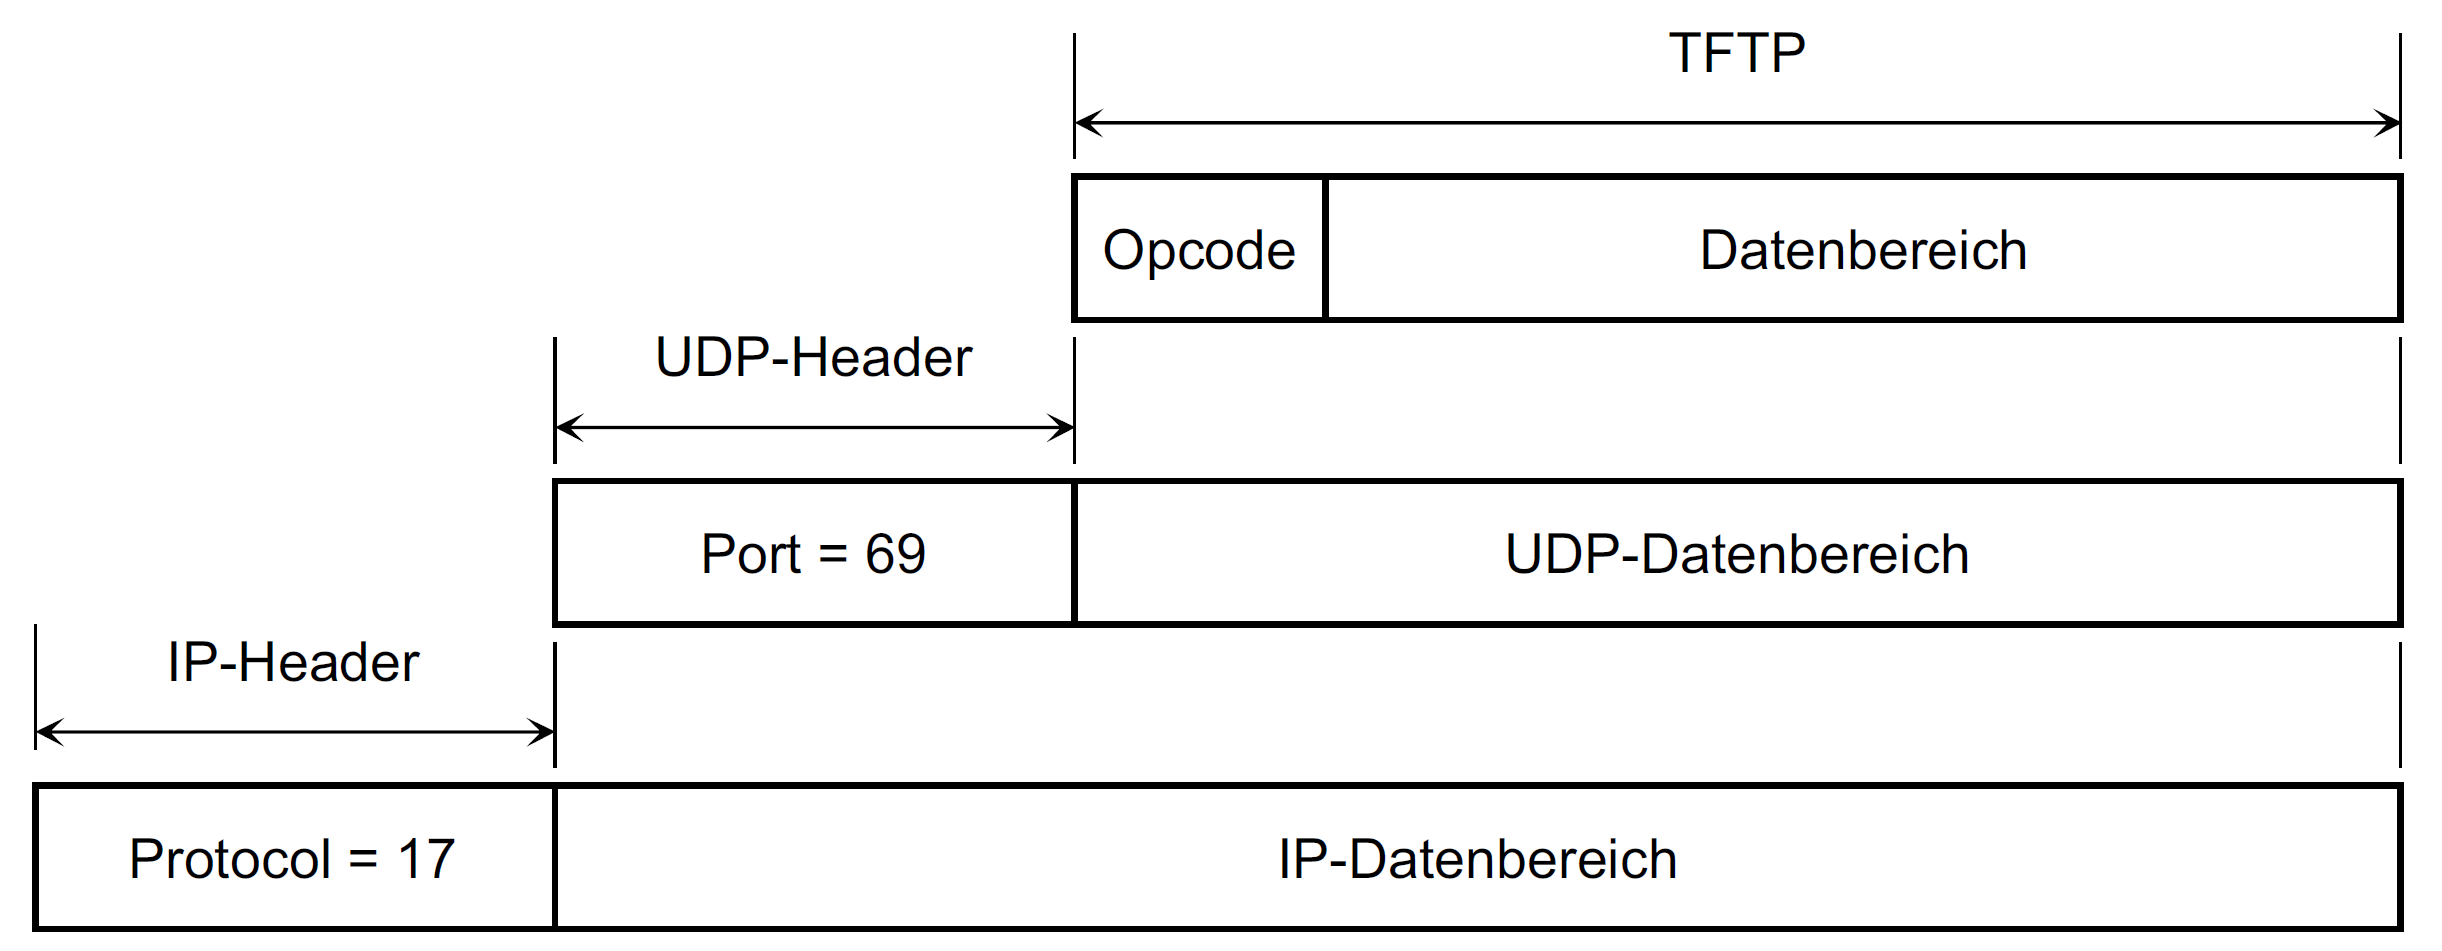 TFTP
Opcode
Datenbereich
UDP-Header
Port = 69
UDP-Datenbereich
IP-Header
Protocol = 17
IP-Datenbereich